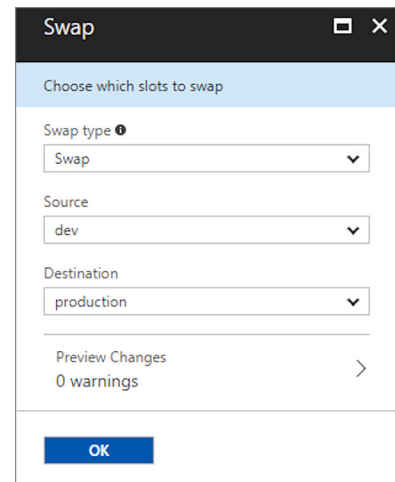 Swap
Choose which slots to swap
Swap type
Swap
Source
dev
Destination
production
Preview Changes
0 warnings
OK